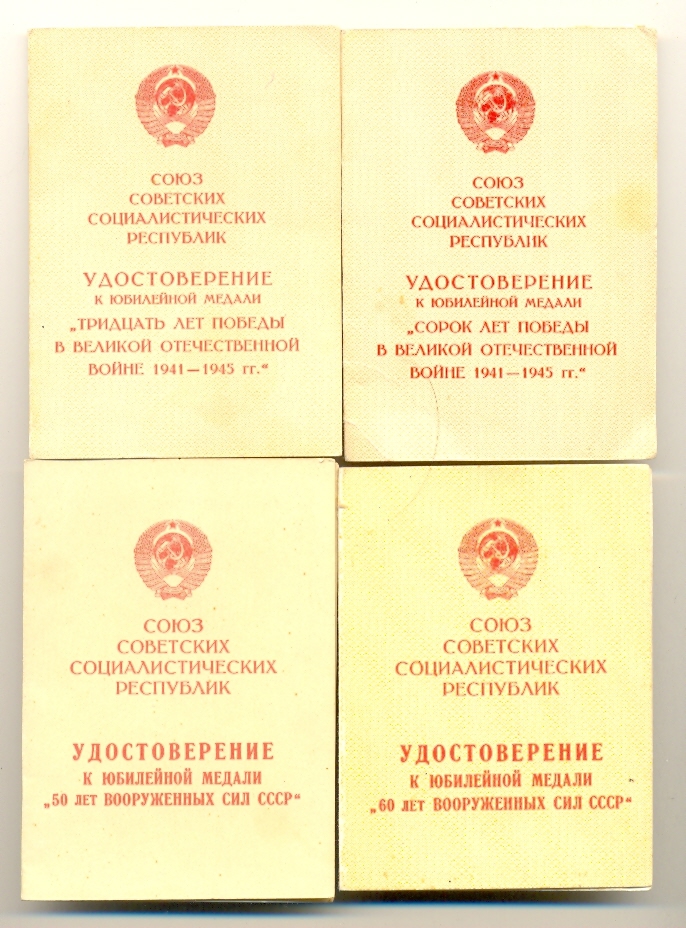 СОЮЗ
СОВЕТСКИХ
СОЦИАЛИСТИЧЕСКИХ
РЕСПУБЛИК
УДОСТОВЕРЕНИЕ
К ЮБИЛЕЙНОЙ МЕДАЛИ
„ТРИДЦАТЬ ЛЕТ ПОБЕДЫ
В ВЕЛИКОЙ ОТЕЧЕСТВЕННОЙ
ВОЙНЕ 1941—1945 гг.“
СОЮЗ
СОВЕТСКИХ
СОЦИАЛИСТИЧЕСКИХ
РЕСПУБЛИК
УДОСТОВЕРЕНИЕ
К ЮБИЛЕЙНОЙ МЕДАЛИ
„СОРОК ЛЕТ ПОБЕДЫ
В ВЕЛИКОЙ ОТЕЧЕСТВЕННОЙ
ВОЙНЕ 1941—1945 гг.“
СОЮЗ
СОВЕТСКИХ
СОЦИАЛИСТИЧЕСКИХ
РЕСПУБЛИК
УДОСТОВЕРЕНИЕ
К ЮБИЛЕЙНОЙ МЕДАЛИ
„50 ЛЕТ ВООРУЖЕННЫХ СИЛ СССР“
СОЮЗ
СОВЕТСКИХ
СОЦИАЛИСТИЧЕСКИХ
РЕСПУБЛИК
УДОСТОВЕРЕНИЕ
К ЮБИЛЕЙНОЙ МЕДАЛИ
„60 ЛЕТ ВООРУЖЕННЫХ СИЛ СССР“